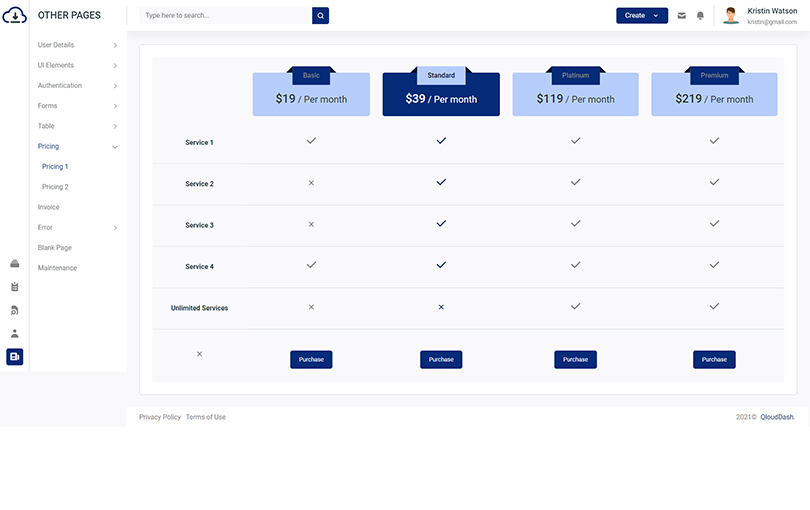 OTHER PAGES
Type here to search...
Create
Kristin Watson
kristin@gmail.com
User Details
UI Elements
Authentication
Forms
Table
Pricing
Pricing 1
Pricing 2
Invoice
Error
Blank Page
Maintenance
Basic
$19 / Per month
Standard
$39 / Per month
Platinum
$119 / Per month
Premium
$219 / Per month
Service 1
Service 2
Service 3
Service 4
Unlimited Services
Purchase
Purchase
Purchase
Purchase
Privacy Policy Terms of Use
2021© QloudDash.